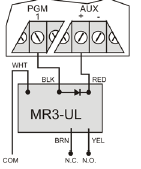 PGM AUX
1 + -
WHT
BLK RED
MR3-UL
BRN YEL
COM N.C. N.O.